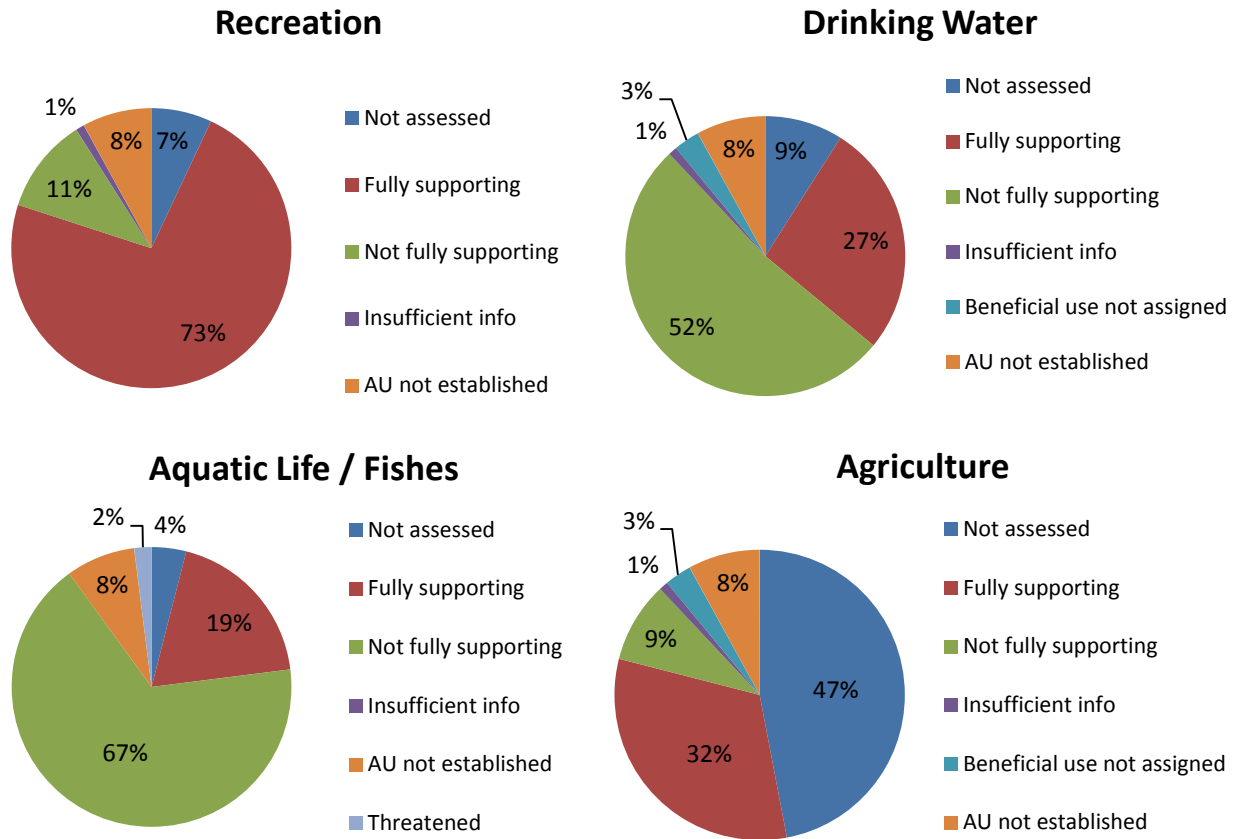 Recreation
1%
8%
7%
11%
73%
Not assessed
Fully supporting
Not fully supporting
Insufficient info
AU not established
Drinking Water
3%
1%
8%
9%
27%
52%
Not assessed
Fully supporting
Not fully supporting
Insufficient info
Beneficial use not assigned
AU not established
Aquatic Life / Fishes
2%
4%
8%
19%
67%
Not assessed
Fully supporting
Not fully supporting
Insufficient info
AU not established
Threatened
Agriculture
3%
1%
8%
9%
47%
32%
Not assessed
Fully supporting
Not fully supporting
Insufficient info
Beneficial use not assigned
AU not established